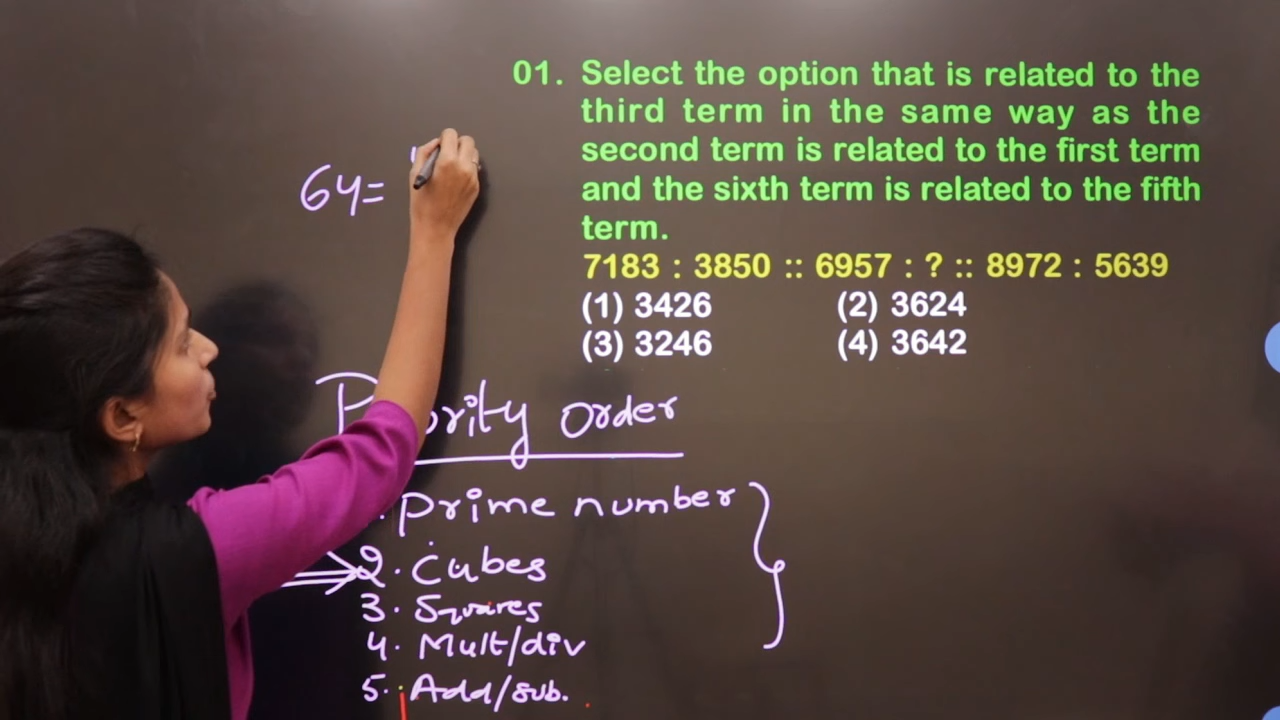 01. Select the option that is related to the
third term in the same way as the
second term is related to the first term
and the sixth term is related to the fifth
term.
7183 : 3850 :: 6957 : ? :: 8972 : 5639
(1) 3426 (2) 3624
(3) 3246 (4) 3642
64=
order
Prime number
2. Cubes
3. Squares
4. Mult/div
5. Add/sub.